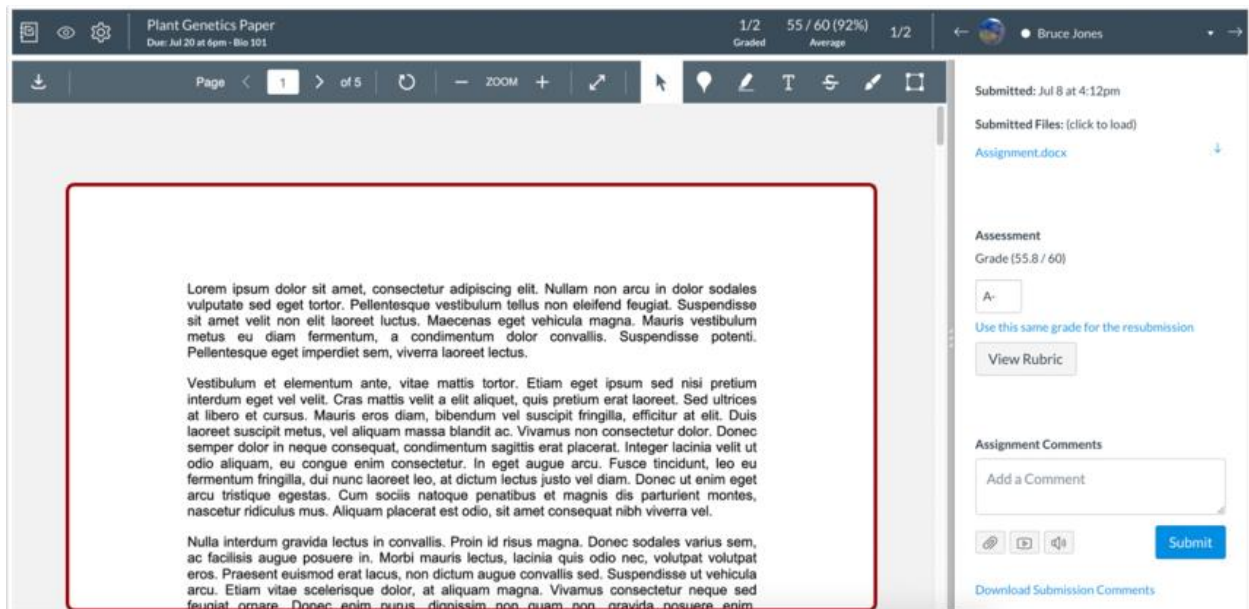 Plant Genetics Paper
Due: Jul 20 at 6pm - Bio 101
1/2
Graded
55 / 60 (92%)
Average
1/2
Bruce Jones
Page 1 of 5
ZOOM
T
S
Submitted: Jul 8 at 4:12pm
Submitted Files: (click to load)
Assignment.docx
Assessment
Grade (55.8 / 60)
A-
Use this same grade for the resubmission
View Rubric
Assignment Comments
Add a Comment
Submit
Download Submission Comments
Lorem ipsum dolor sit amet, consectetur adipiscing elit. Nullam non arcu in dolor sodales
vulputate sed eget tortor. Pellentesque vestibulum tellus non eleifend feugiat. Suspendisse
sit amet velit non elit laoreet luctus. Maecenas eget vehicula magna. Mauris vestibulum
metus eu diam fermentum, a condimentum dolor convallis. Suspendisse potenti.
Pellentesque eget imperdiet sem, viverra laoreet lectus.
Vestibulum et elementum ante, vitae mattis tortor. Etiam eget ipsum sed nisi pretium
interdum eget vel velit. Cras mattis velit a elit aliquet, quis pretium erat laoreet. Sed ultrices
at libero et cursus. Mauris eros diam, bibendum vel suscipit fringilla, efficitur at elit. Duis
laoreet suscipit metus, vel aliquam massa blandit ac. Vivamus non consectetur dolor. Donec
semper dolor in neque consequat, condimentum sagittis erat placerat. Integer lacinia velit ut
odio aliquam, eu congue enim consectetur. In eget augue arcu. Fusce tincidunt, leo eu
fermentum fringilla, dui nunc laoreet leo, at dictum lectus justo vel diam. Donec ut enim eget
arcu tristique egestas. Cum sociis natoque penatibus et magnis dis parturient montes,
nascetur ridiculus mus. Aliquam placerat est odio, sit amet consequat nibh viverra vel.
Nulla interdum gravida lectus in convallis. Proin id risus magna. Donec sodales varius sem,
ac facilisis augue posuere in. Morbi mauris lectus, lacinia quis odio nec, volutpat volutpat
eros. Praesent euismod erat lacus, non dictum augue convallis sed. Suspendisse ut vehicula
arcu. Etiam vitae scelerisque dolor, at aliquam magna. Vivamus consectetur neque sed
feugiat ornare. Donec enim purus, dignissim non quam non, gravida posuere enim.